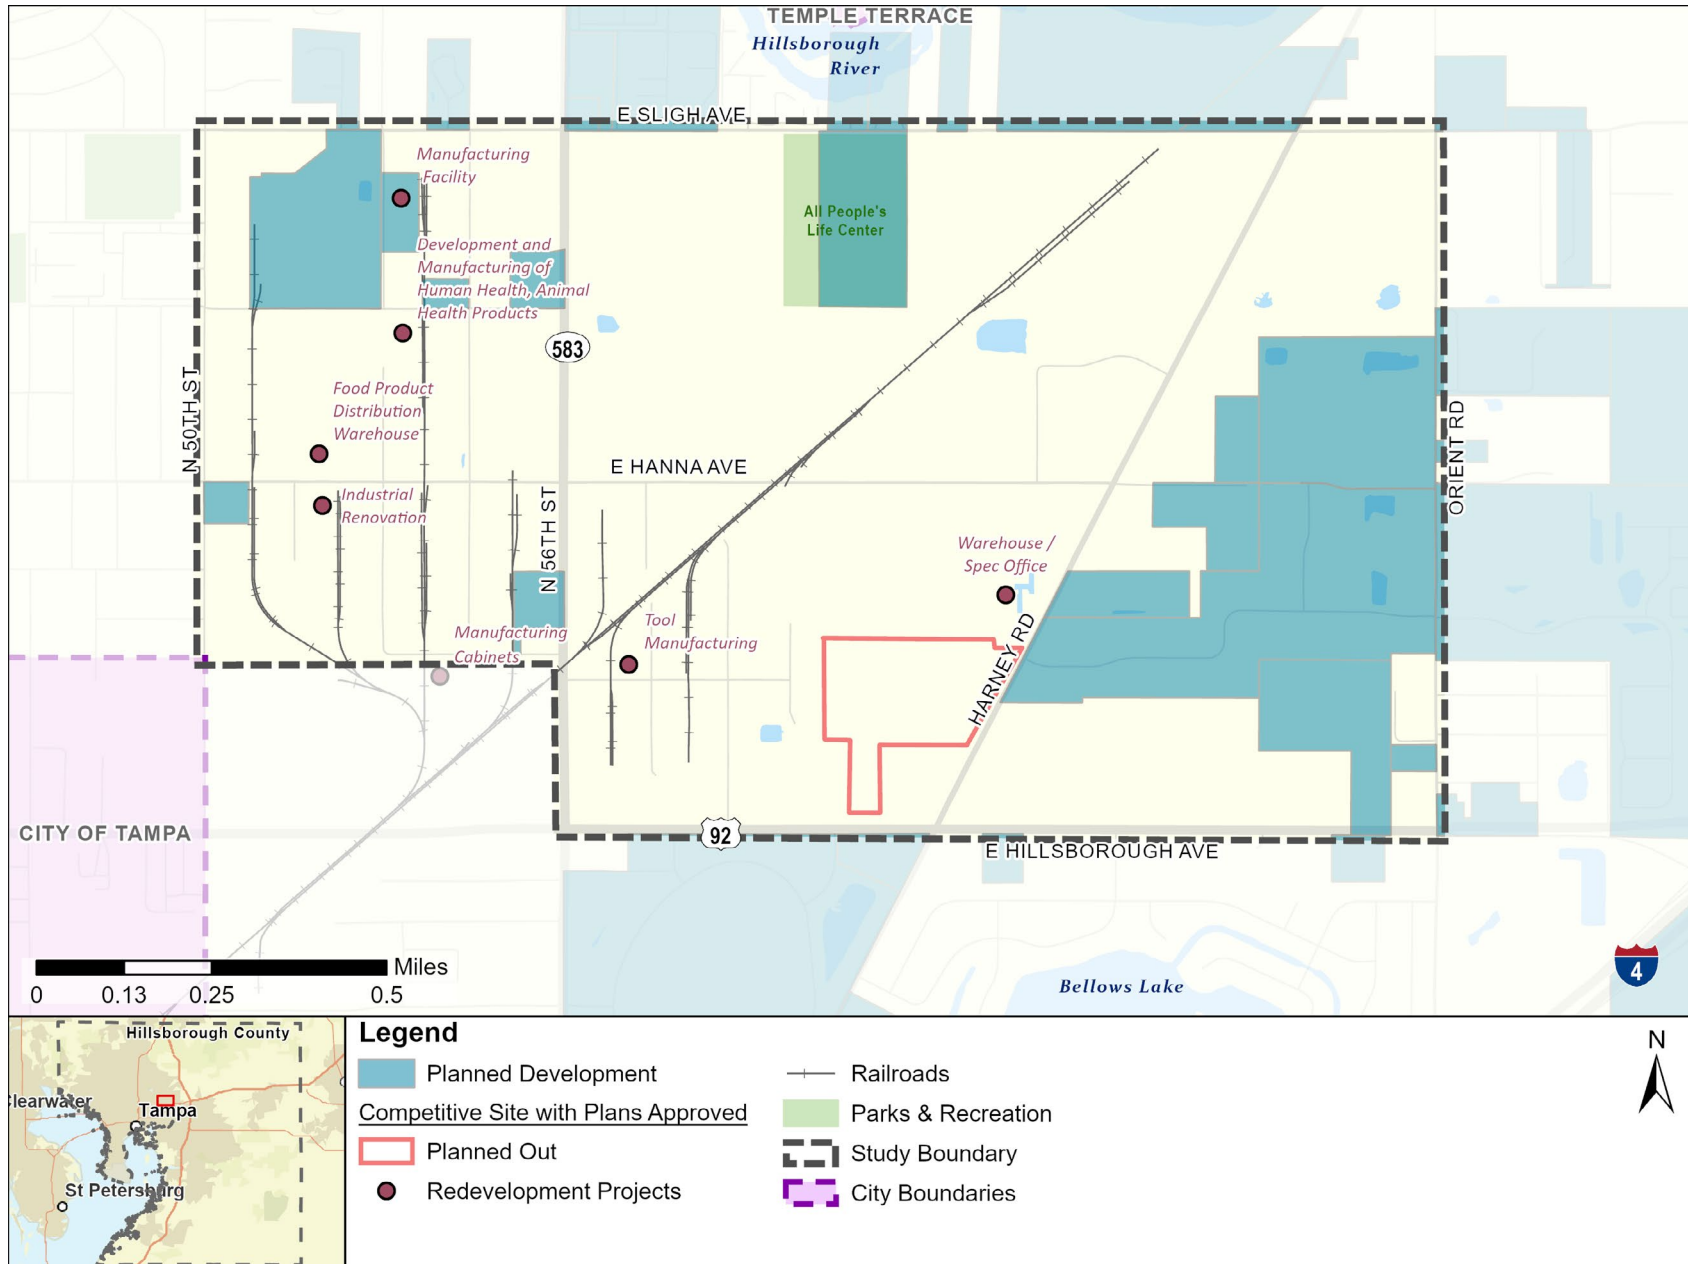 TEMPLE TERRACE
Hillsborough
River
E SLIGH AVE
Manufacturing
Facility
All People's
Life Center
Development and
Manufacturing of
Human Health, Animal
Health Products
583
N 50TH ST
Food Product
Distribution
Warehouse
ORIENT RD
E HANNA AVE
Industrial
Renovation
N 56TH ST
Warehouse /
Spec Office
Tool
Manufacturing
Manufacturing
Cabinets
HARNEY RD
CITY OF TAMPA
92
E HILLSBOROUGH AVE
Miles
0 0.13 0.25 0.5
Bellows Lake
4
Hillsborough County
Clearwater
Tampa
St Petersburg
Legend
Planned Development
Competitive Site with Plans Approved
Planned Out
Redevelopment Projects
Railroads
Parks & Recreation
Study Boundary
City Boundaries
N